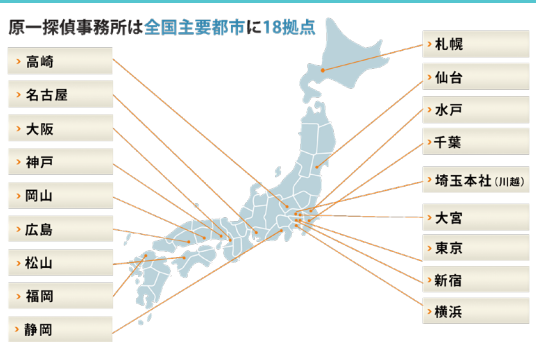 原一探偵事務所は全国主要都市に18拠点
高崎
名古屋
大阪
神戸
岡山
広島
松山
福岡
静岡
札幌
仙台
水戸
千葉
埼玉本社（川越）
大宮
東京
新宿
横浜